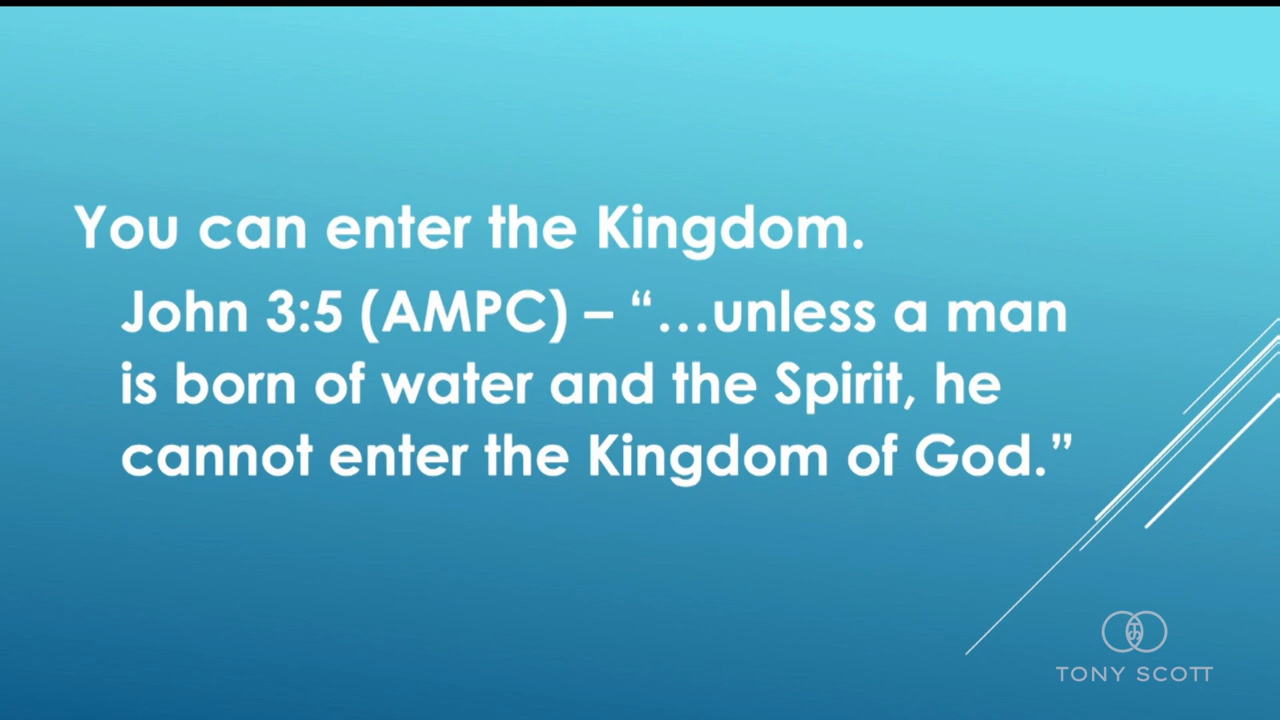 You can enter the Kingdom.
John 3:5 (AMPC) – “…unless a man
is born of water and the Spirit, he
cannot enter the Kingdom of God.”
TONY SCOTT